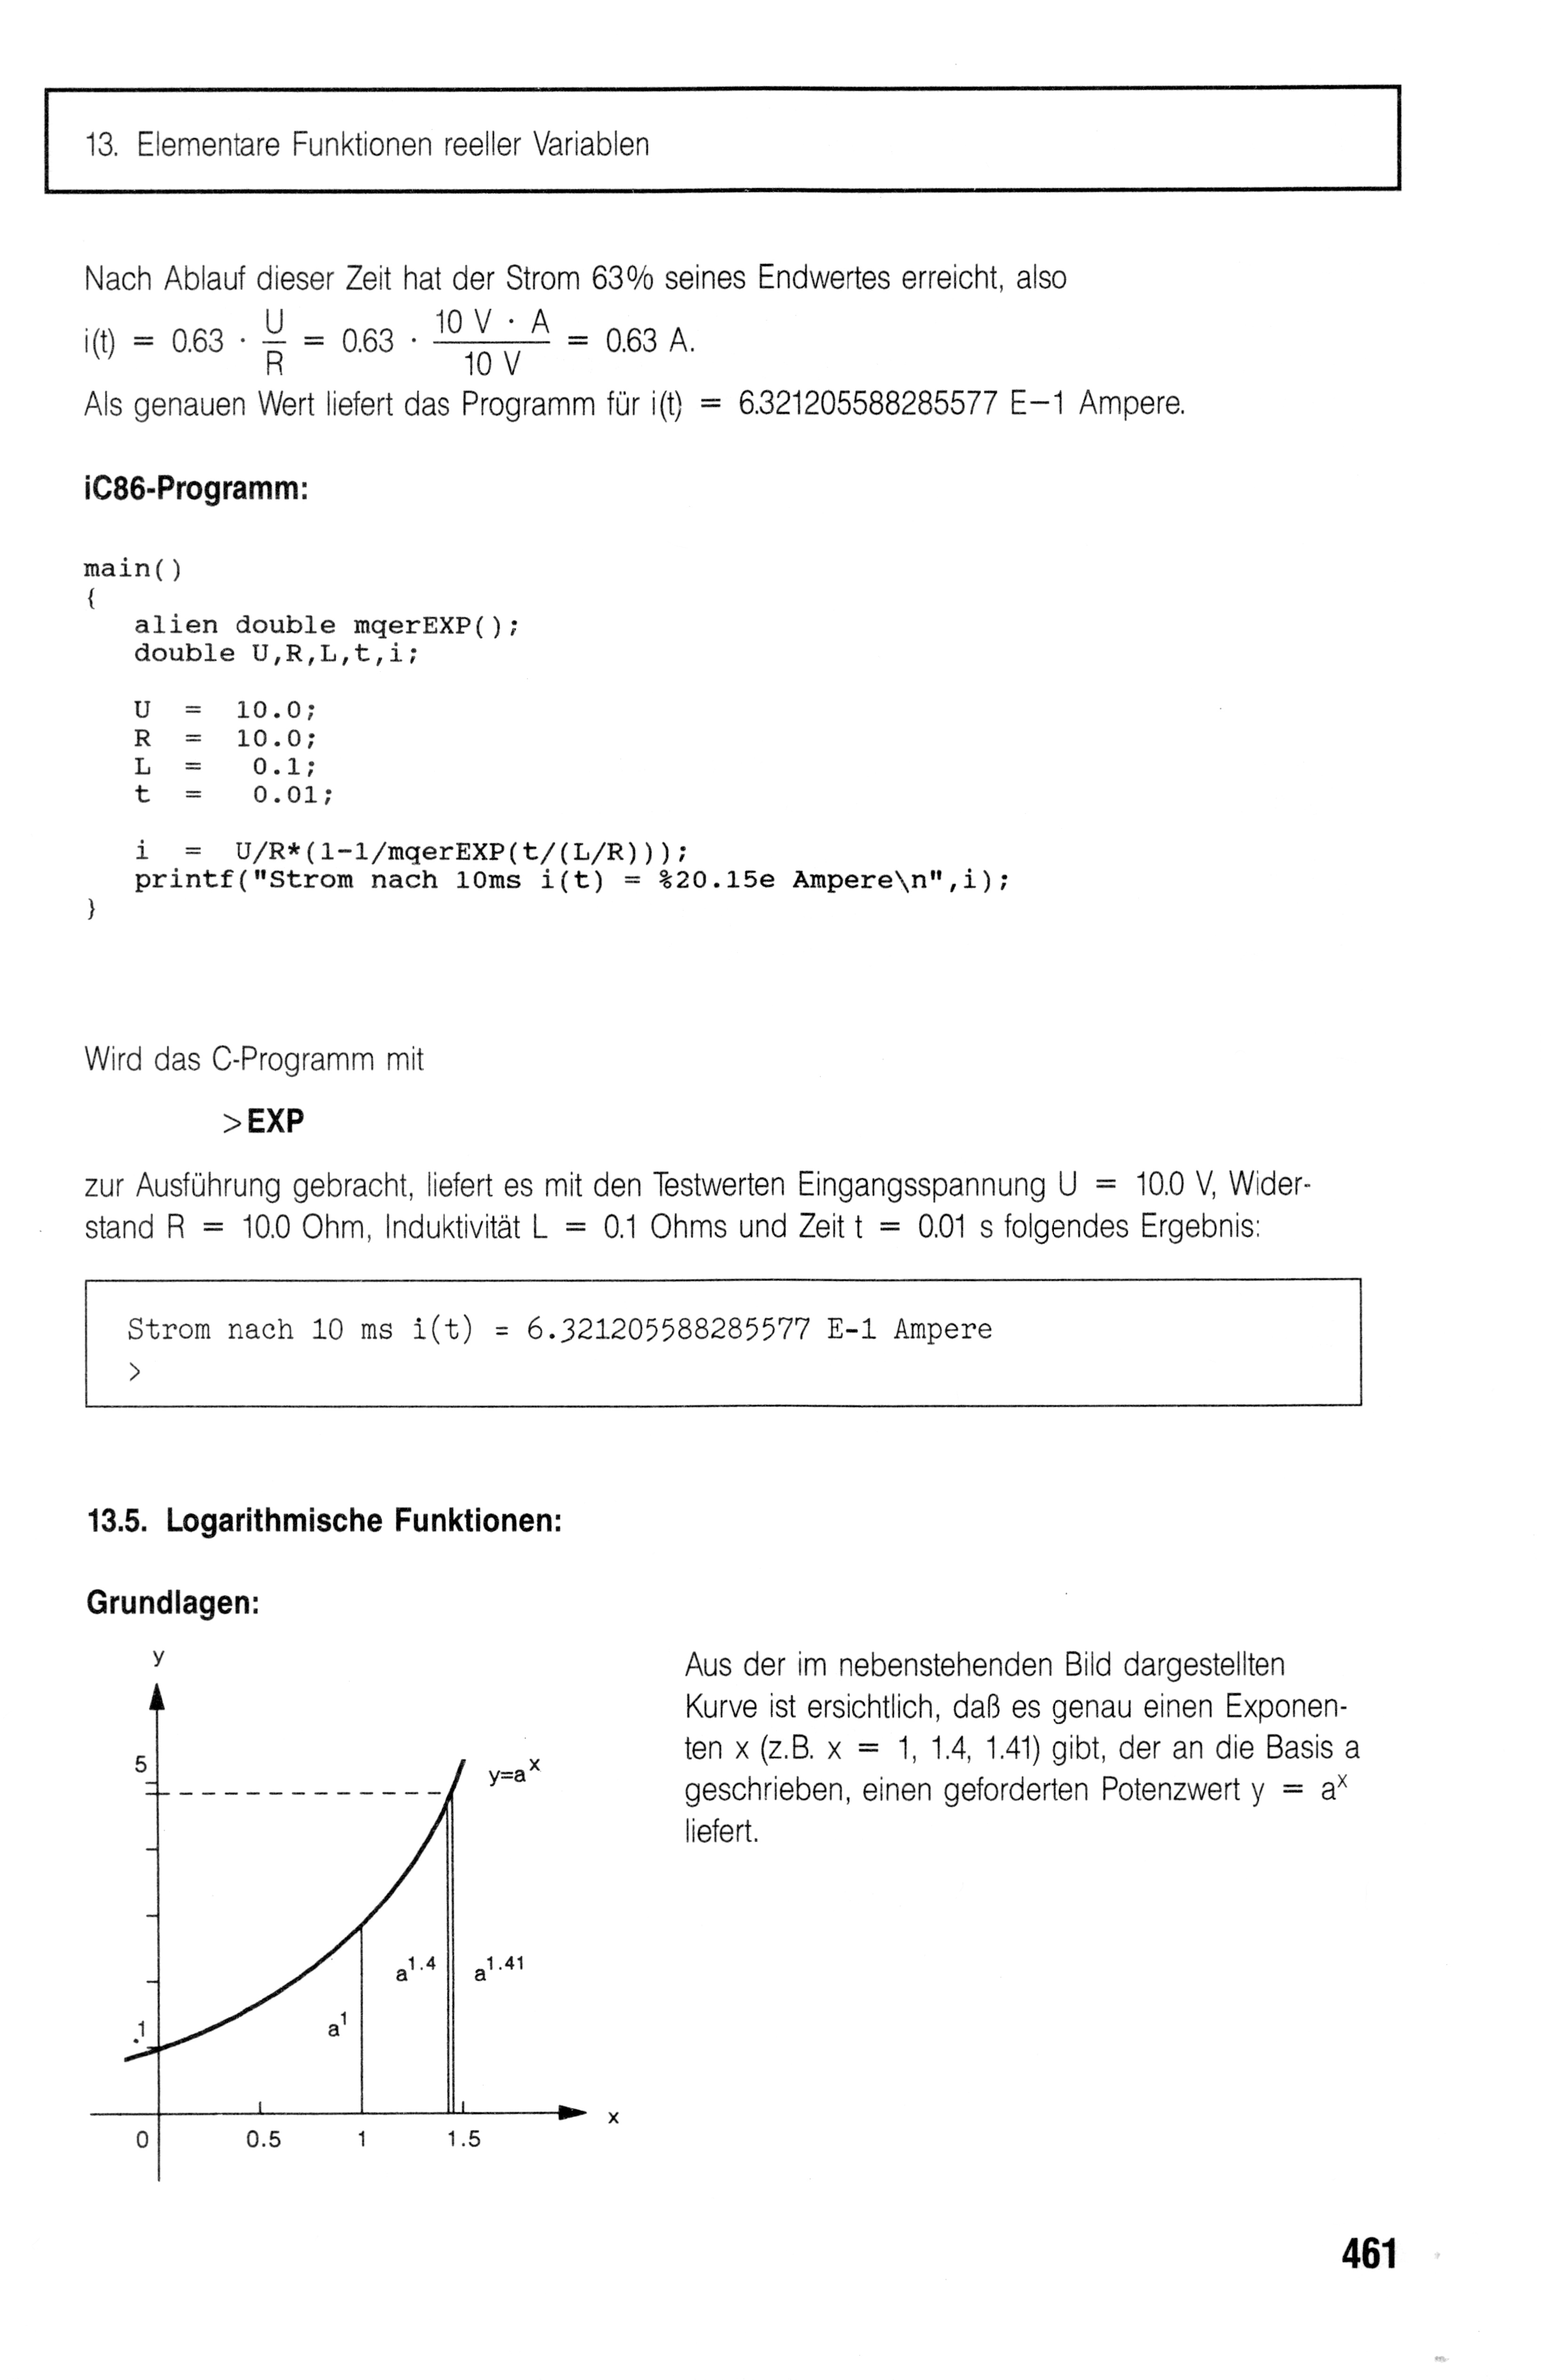 13. Elementare Funktionen reeller Variablen
Nach Ablauf dieser Zeit hat der Strom 63% seines Endwertes erreicht, also
i(t) = 0.63 · U/R = 0.63 · 10 V · A/10 V = 0.63 A.
Als genauen Wert liefert das Programm für i(t) = 6.321205588285577 E−1 Ampere.
iC86-Programm:
main()
{
   alien double mqerEXP();
   double U,R,L,t,i;
   U  =  10.0;
   R  =  10.0;
   L  =   0.1;
   t  =   0.01;
   i  =  U/R*(1-1/mqerEXP(t/(L/R)));
   printf("Strom nach 10ms i(t) = %20.15e Ampere\n",i);
}
Wird das C-Programm mit
>EXP
zur Ausführung gebracht, liefert es mit den Testwerten Eingangsspannung U = 10.0 V, Wider-
stand R = 10.0 Ohm, Induktivität L = 0.1 Ohms und Zeit t = 0.01 s folgendes Ergebnis:
Strom nach 10 ms i(t) = 6.321205588285577 E-1 Ampere
>
13.5. Logarithmische Funktionen:
Grundlagen:
Aus der im nebenstehenden Bild dargestellten
Kurve ist ersichtlich, daß es genau einen Exponen-
ten x (z.B. x = 1, 1.4, 1.41) gibt, der an die Basis a
geschrieben, einen geforderten Potenzwert y = a^x
liefert.
y
5
y=a^x
a^1.4
a^1.41
a^1
1
x
0
0.5
1
1.5
461